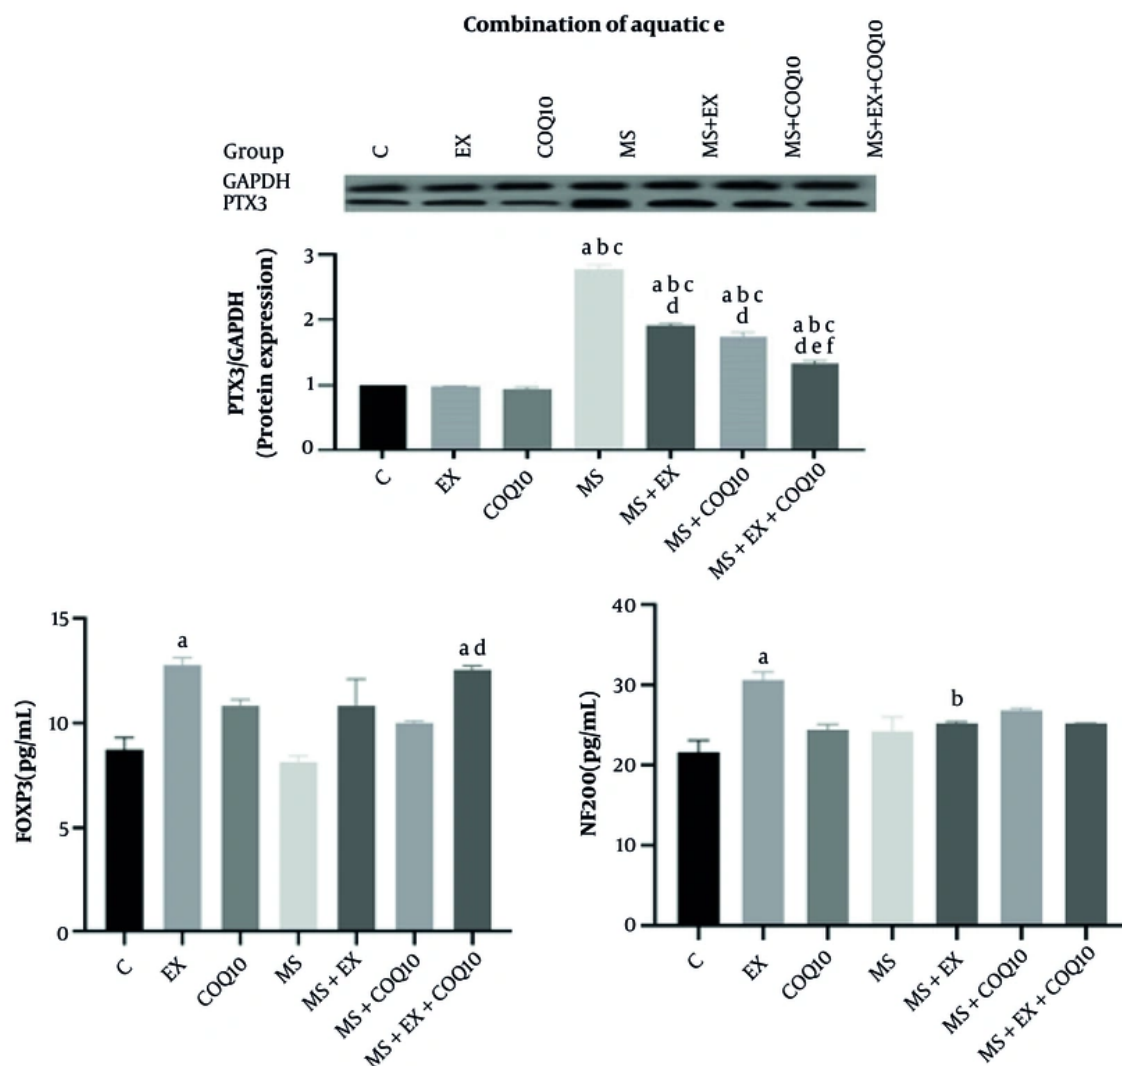 Combination of aquatic e
Group
C
EX
COQ10
MS
MS+EX
MS+COQ10
MS+EX+COQ10
GAPDH
PTX3
PTX3/GAPDH
(Protein expression)
3
2
1
0
a b c
a b c
d
a b c
d
a b c
d e f
C
EX
COQ10
MS
MS + EX
MS + COQ10
MS + EX + COQ10
FOXP3(pg/mL)
15
10
5
0
a
a d
C
EX
COQ10
MS
MS + EX
MS + COQ10
MS + EX + COQ10
NF200(pg/mL)
40
30
20
10
0
a
b
C
EX
COQ10
MS
MS + EX
MS + COQ10
MS + EX + COQ10